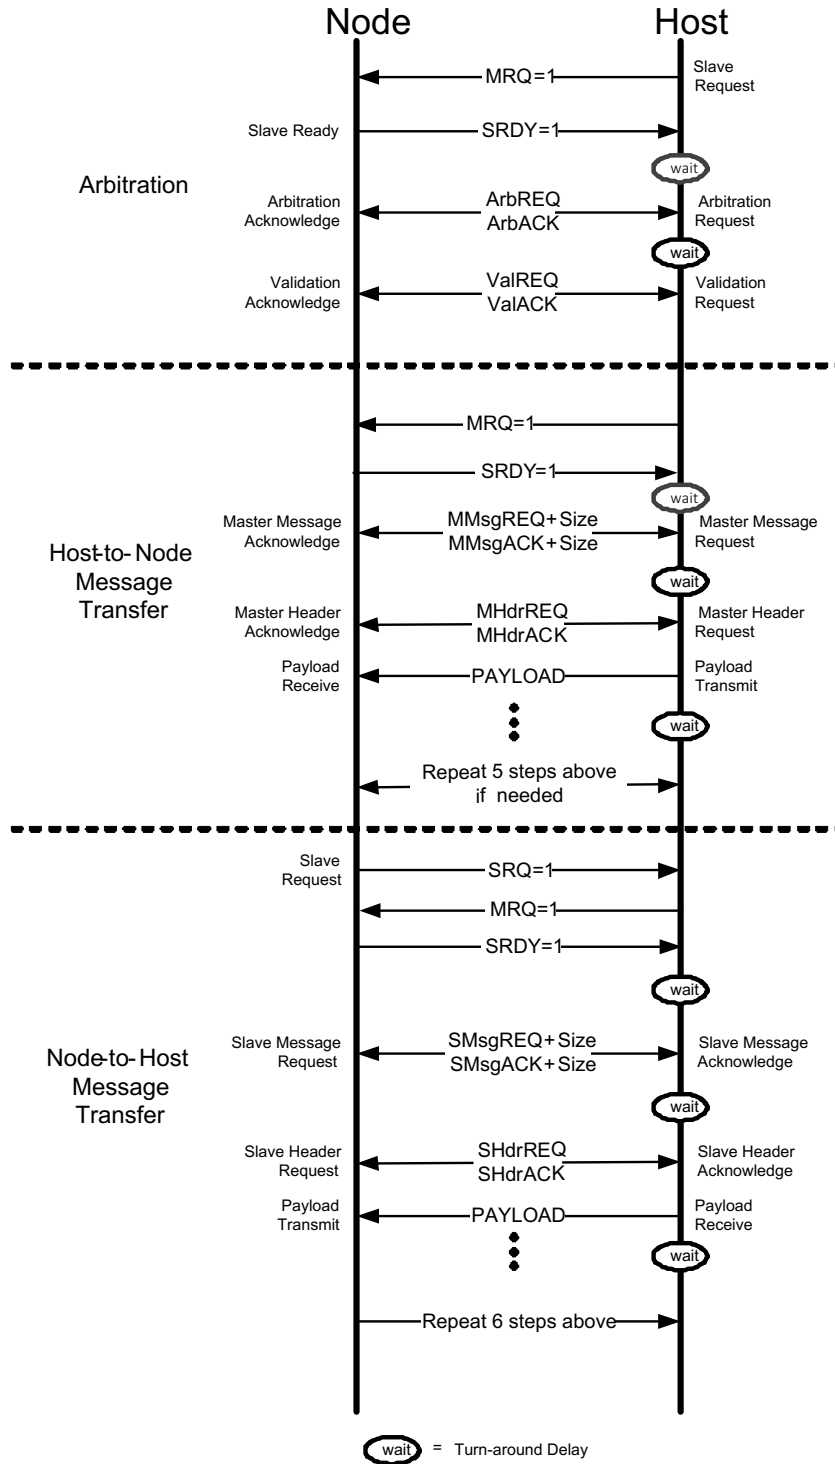 Node
Host
MRQ=1
Slave
Request
Slave Ready
SRDY=1
wait
Arbitration
Arbitration
Acknowledge
ArbREQ
ArbACK
Arbitration
Request
wait
Validation
Acknowledge
ValREQ
ValACK
Validation
Request
MRQ=1
SRDY=1
wait
Host-to-Node
Message
Transfer
Master Message
Acknowledge
MMsgREQ+Size
MMsgACK+Size
Master Message
Request
wait
Master Header
Acknowledge
MHdrREQ
MHdrACK
Master Header
Request
Payload
Receive
PAYLOAD
Payload
Transmit
wait
Repeat 5 steps above
if needed
Slave
Request
SRQ=1
MRQ=1
SRDY=1
wait
Node-to-Host
Message
Transfer
Slave Message
Request
SMsgREQ+Size
SMsgACK+Size
Slave Message
Acknowledge
wait
Slave Header
Request
SHdrREQ
SHdrACK
Slave Header
Acknowledge
Payload
Transmit
PAYLOAD
Payload
Receive
wait
Repeat 6 steps above
wait = Turn-around Delay